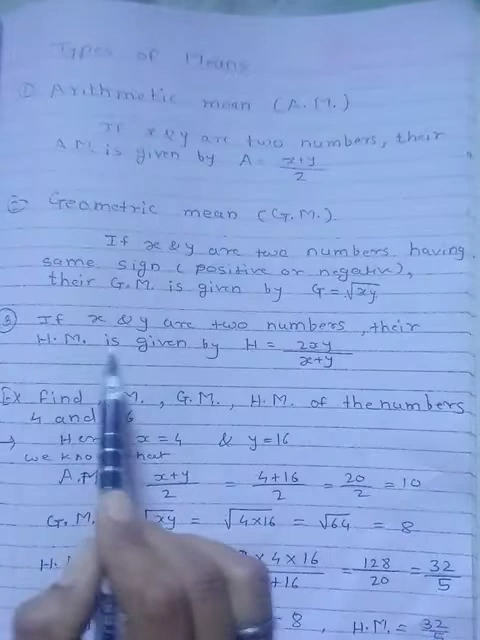 Types of Means
① Arithmetic mean (A.M.)
If x & y are two numbers, their
A.M. is given by A = x+y/2
② Geometric mean (G.M.).
If x & y are two numbers having
same sign (positive or negative),
their G.M. is given by G = √xy
③ If x & y are two numbers, their
H.M. is given by H = 2xy/x+y
Ex Find M., G.M., H.M. of the numbers
4 and 6
→ Her x = 4 & y = 16
we know hat
A.M x+y/2 = 4+16/2 = 20/2 = 10
G.M. √xy = √4×16 = √64 = 8
H. × 4 × 16/+16 = 128/20 = 32/5
= 8, H.M. = 32/5